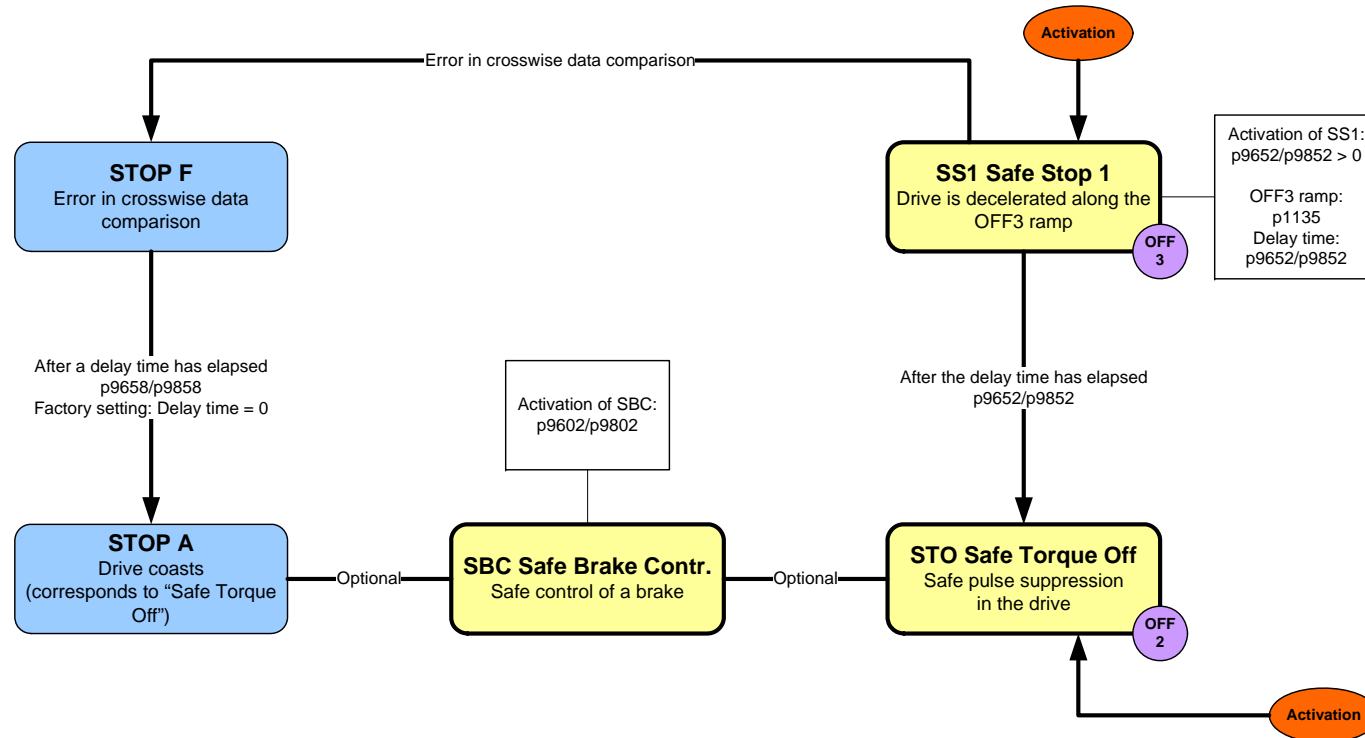 Activation
Error in crosswise data comparison
STOP F
Error in crosswise data
comparison
SS1 Safe Stop 1
Drive is decelerated along the
OFF3 ramp
OFF
3
Activation of SS1:
p9652/p9852 > 0
OFF3 ramp:
p1135
Delay time:
p9652/p9852
After a delay time has elapsed
p9658/p9858
Factory setting: Delay time = 0
After the delay time has elapsed
p9652/p9852
Activation of SBC:
p9602/p9802
STOP A
Drive coasts
(corresponds to “Safe Torque
Off”)
Optional
SBC Safe Brake Contr.
Safe control of a brake
Optional
STO Safe Torque Off
Safe pulse suppression
in the drive
OFF
2
Activation